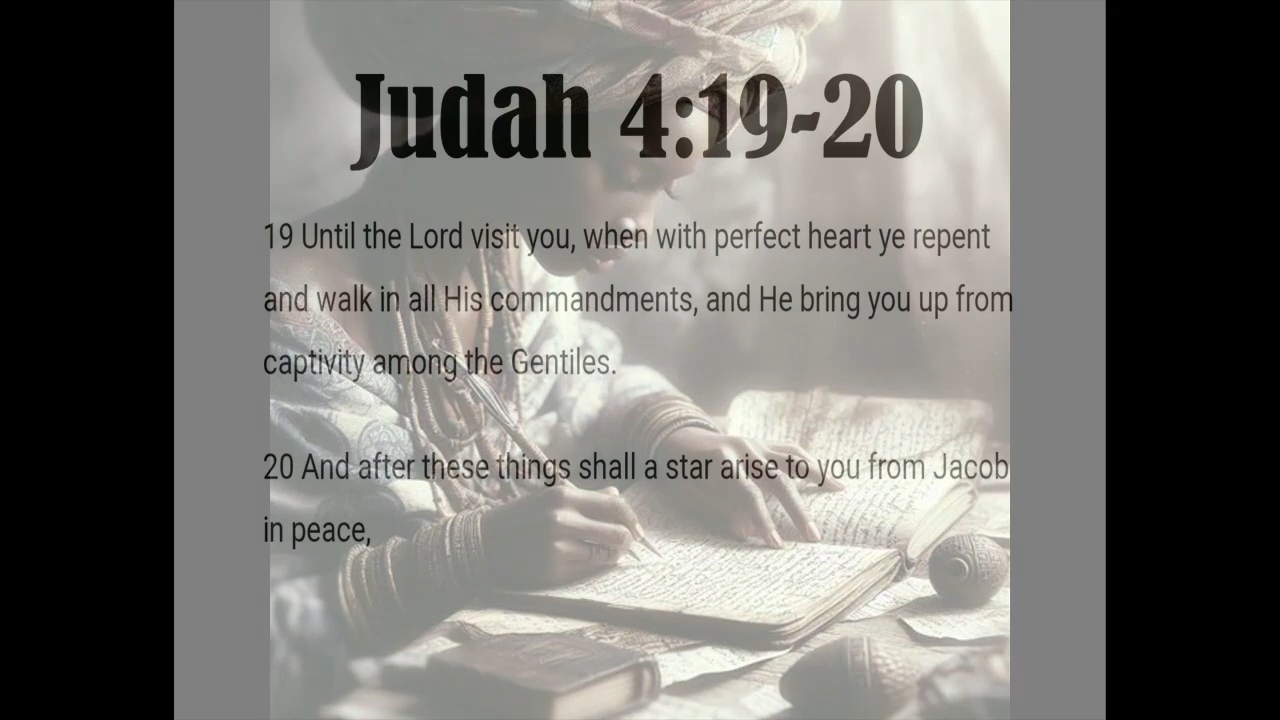 Judah 4:19-20
19 Until the Lord visit you, when with perfect heart ye repent
and walk in all His commandments, and He bring you up from
captivity among the Gentiles.
20 And after these things shall a star arise to you from Jacob
in peace,